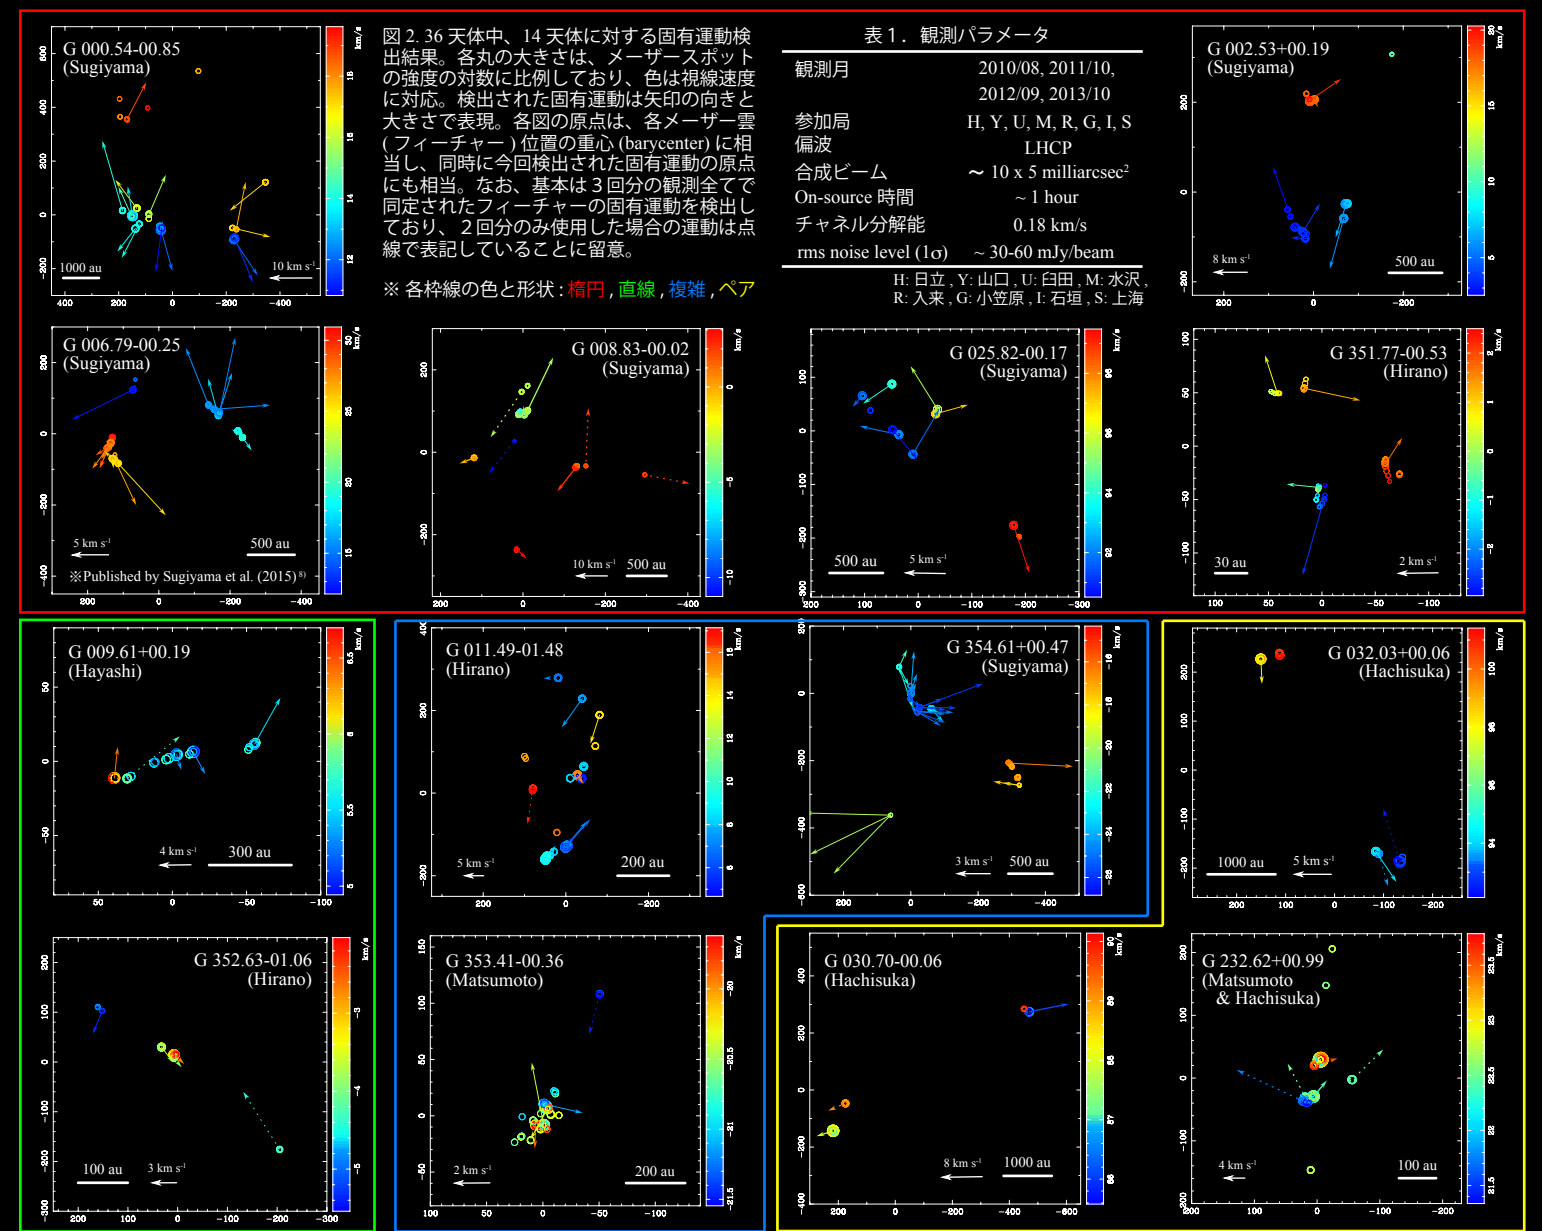 G 000.54-00.85
(Sugiyama)
1000 au
10 km s⁻¹
図 2. 36 天体中、14 天体に対する固有運動検
出結果。各丸の大きさは、メーザースポット
の強度の対数に比例しており、色は視線速度
に対応。検出された固有運動は矢印の向きと
大きさで表現。各図の原点は、各メーザー雲
( フィーチャー ) 位置の重心 (barycenter) に相
当し、同時に今回検出された固有運動の原点
にも相当。なお、基本は３回分の観測全てで
同定されたフィーチャーの固有運動を検出し
ており、２回分のみ使用した場合の運動は点
線で表記していることに留意。
※ 各枠線の色と形状 : 楕円 , 直線 , 複雑 , ペア
表１．観測パラメータ
観測月 2010/08, 2011/10,
2012/09, 2013/10
参加局 H, Y, U, M, R, G, I, S
偏波 LHCP
合成ビーム ～ 10 x 5 milliarcsec²
On-source 時間 ~ 1 hour
チャネル分解能 0.18 km/s
rms noise level (1σ) ~ 30-60 mJy/beam
H: 日立 , Y: 山口 , U: 臼田 , M: 水沢 ,
R: 入来 , G: 小笠原 , I: 石垣 , S: 上海
G 002.53+00.19
(Sugiyama)
8 km s⁻¹
500 au
G 006.79-00.25
(Sugiyama)
5 km s⁻¹
500 au
※Published by Sugiyama et al. (2015) ⁸⁾
G 008.83-00.02
(Sugiyama)
10 km s⁻¹
500 au
G 025.82-00.17
(Sugiyama)
500 au
5 km s⁻¹
G 351.77-00.53
(Hirano)
30 au
2 km s⁻¹
G 009.61+00.19
(Hayashi)
4 km s⁻¹
300 au
G 011.49-01.48
(Hirano)
5 km s⁻¹
200 au
G 354.61+00.47
(Sugiyama)
3 km s⁻¹
500 au
G 032.03+00.06
(Hachisuka)
1000 au
5 km s⁻¹
G 352.63-01.06
(Hirano)
100 au
3 km s⁻¹
G 353.41-00.36
(Matsumoto)
2 km s⁻¹
200 au
G 030.70-00.06
(Hachisuka)
8 km s⁻¹
1000 au
G 232.62+00.99
(Matsumoto
& Hachisuka)
4 km s⁻¹
100 au